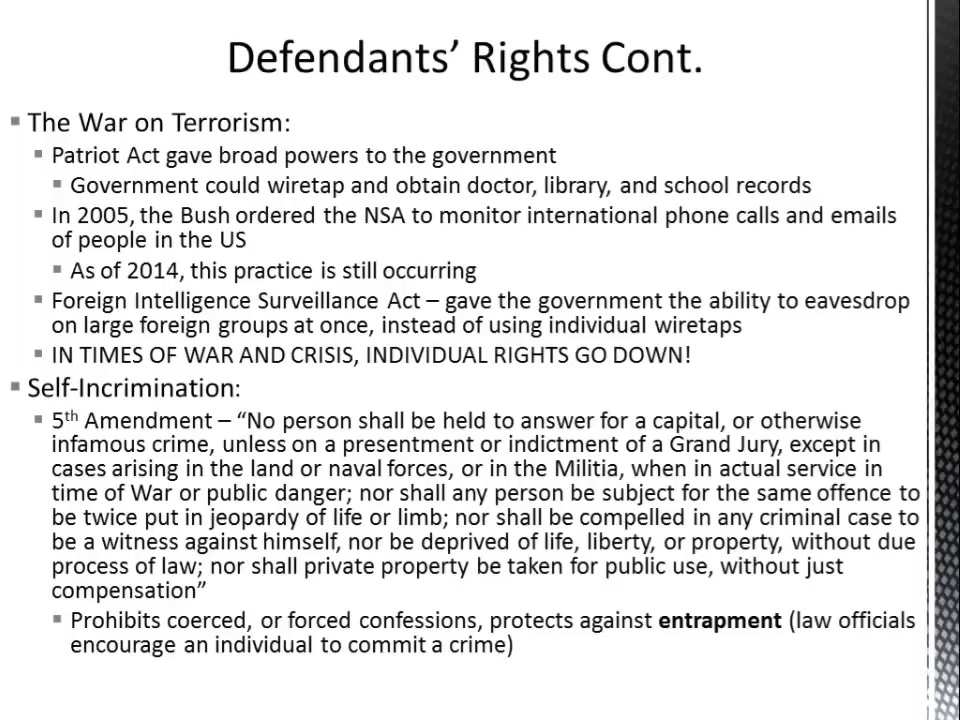 Defendants’ Rights Cont.
The War on Terrorism:
Patriot Act gave broad powers to the government
Government could wiretap and obtain doctor, library, and school records
In 2005, the Bush ordered the NSA to monitor international phone calls and emails
of people in the US
As of 2014, this practice is still occurring
Foreign Intelligence Surveillance Act – gave the government the ability to eavesdrop
on large foreign groups at once, instead of using individual wiretaps
IN TIMES OF WAR AND CRISIS, INDIVIDUAL RIGHTS GO DOWN!
Self-Incrimination:
5th Amendment – “No person shall be held to answer for a capital, or otherwise
infamous crime, unless on a presentment or indictment of a Grand Jury, except in
cases arising in the land or naval forces, or in the Militia, when in actual service in
time of War or public danger; nor shall any person be subject for the same offence to
be twice put in jeopardy of life or limb; nor shall be compelled in any criminal case to
be a witness against himself, nor be deprived of life, liberty, or property, without due
process of law; nor shall private property be taken for public use, without just
compensation”
Prohibits coerced, or forced confessions, protects against entrapment (law officials
encourage an individual to commit a crime)